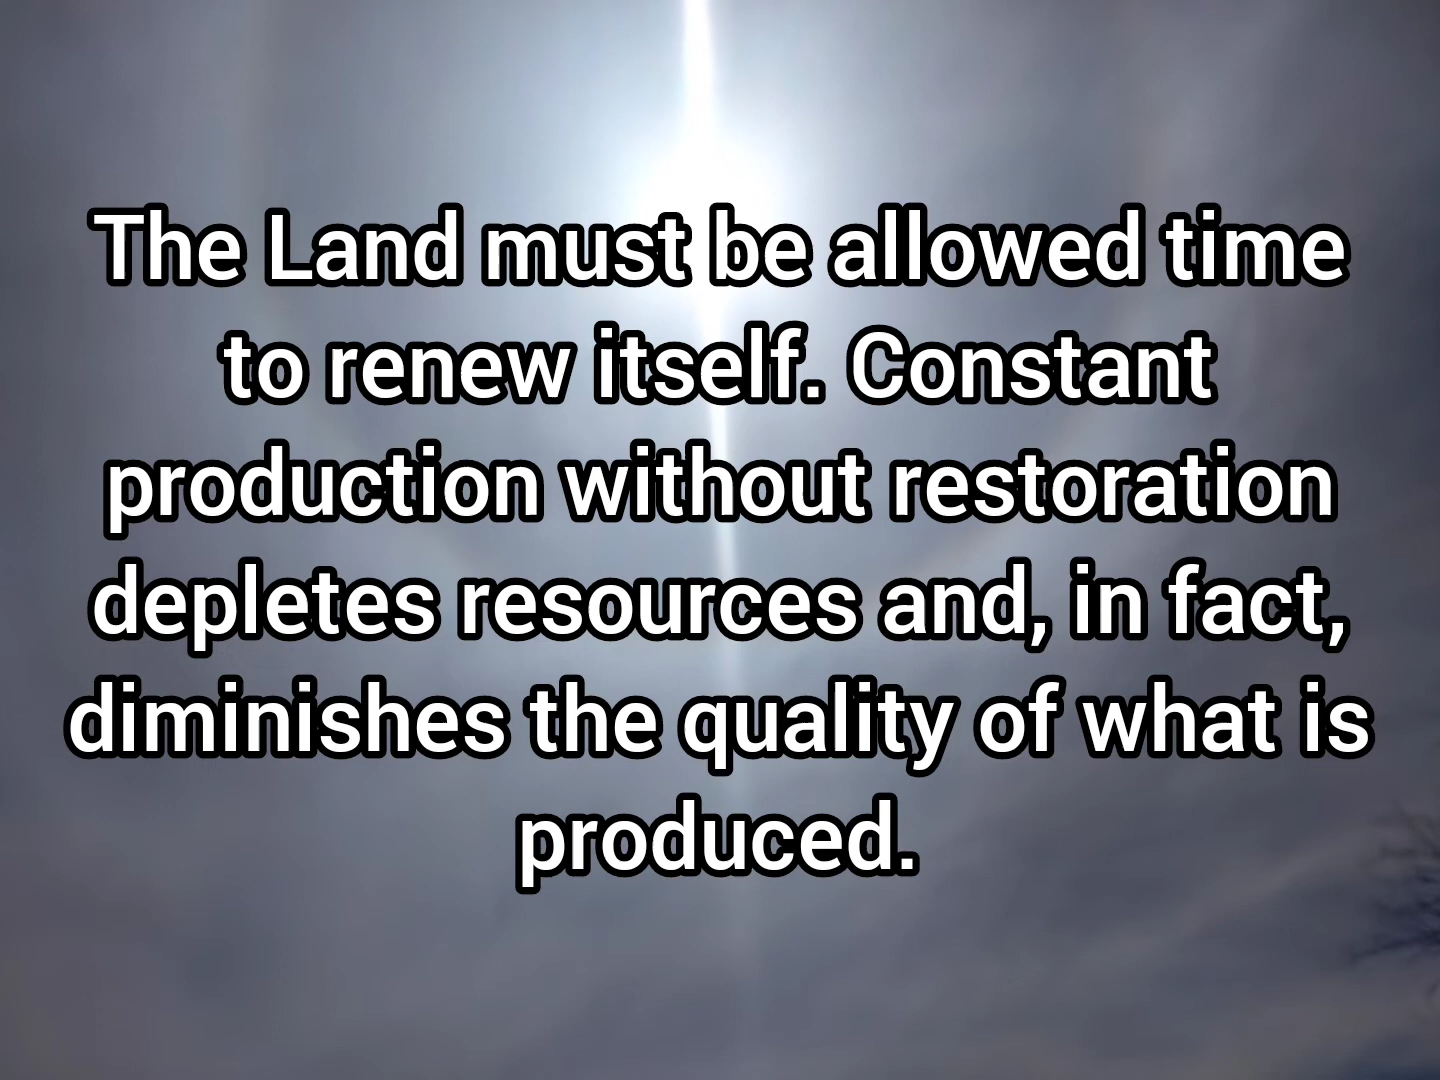 The Land must be allowed time
to renew itself. Constant
production without restoration
depletes resources and, in fact,
diminishes the quality of what is
produced.